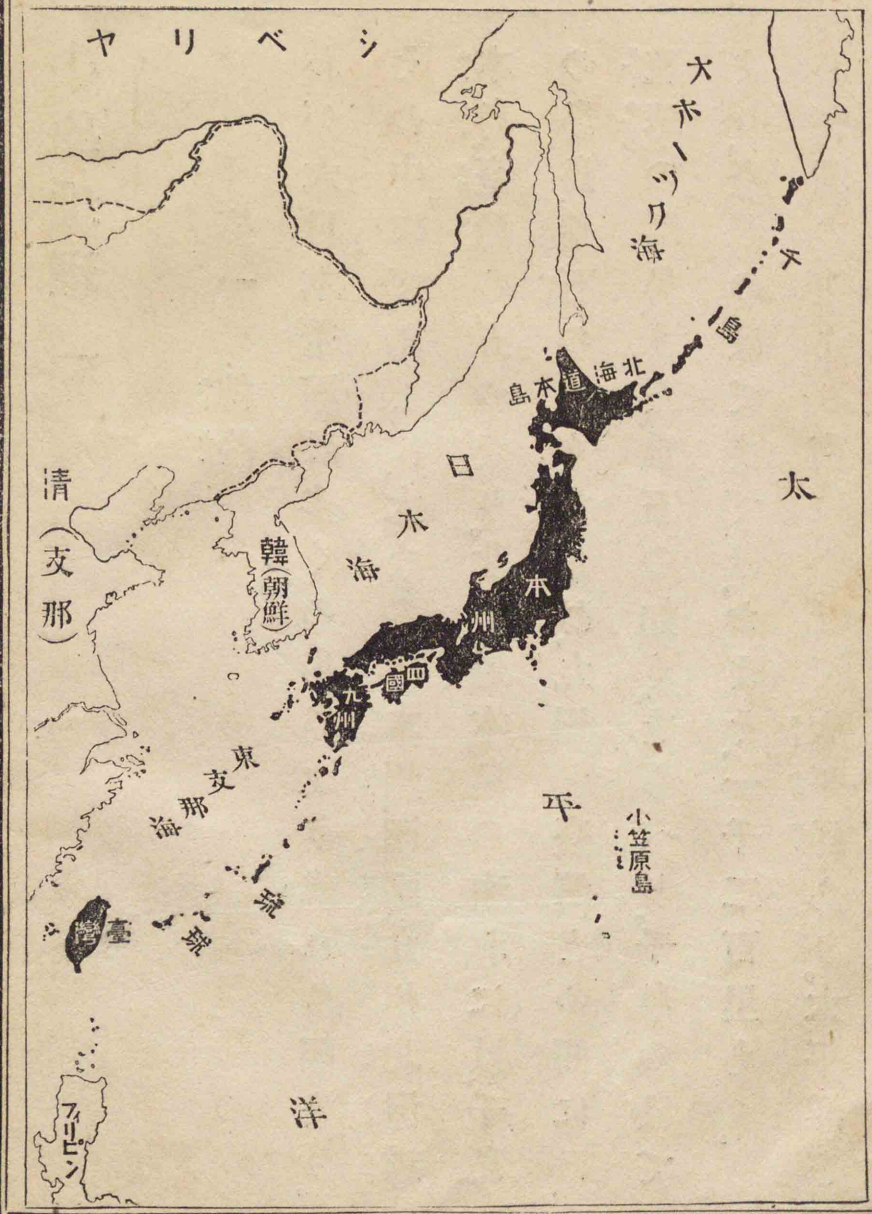 シベリヤ
オホーツク海
千島
北海道本島
日本海
太平洋
清(支那)
韓(朝鮮)
本州
四國
九州
東支那海
小笠原島
琉球
臺灣
フィリピン